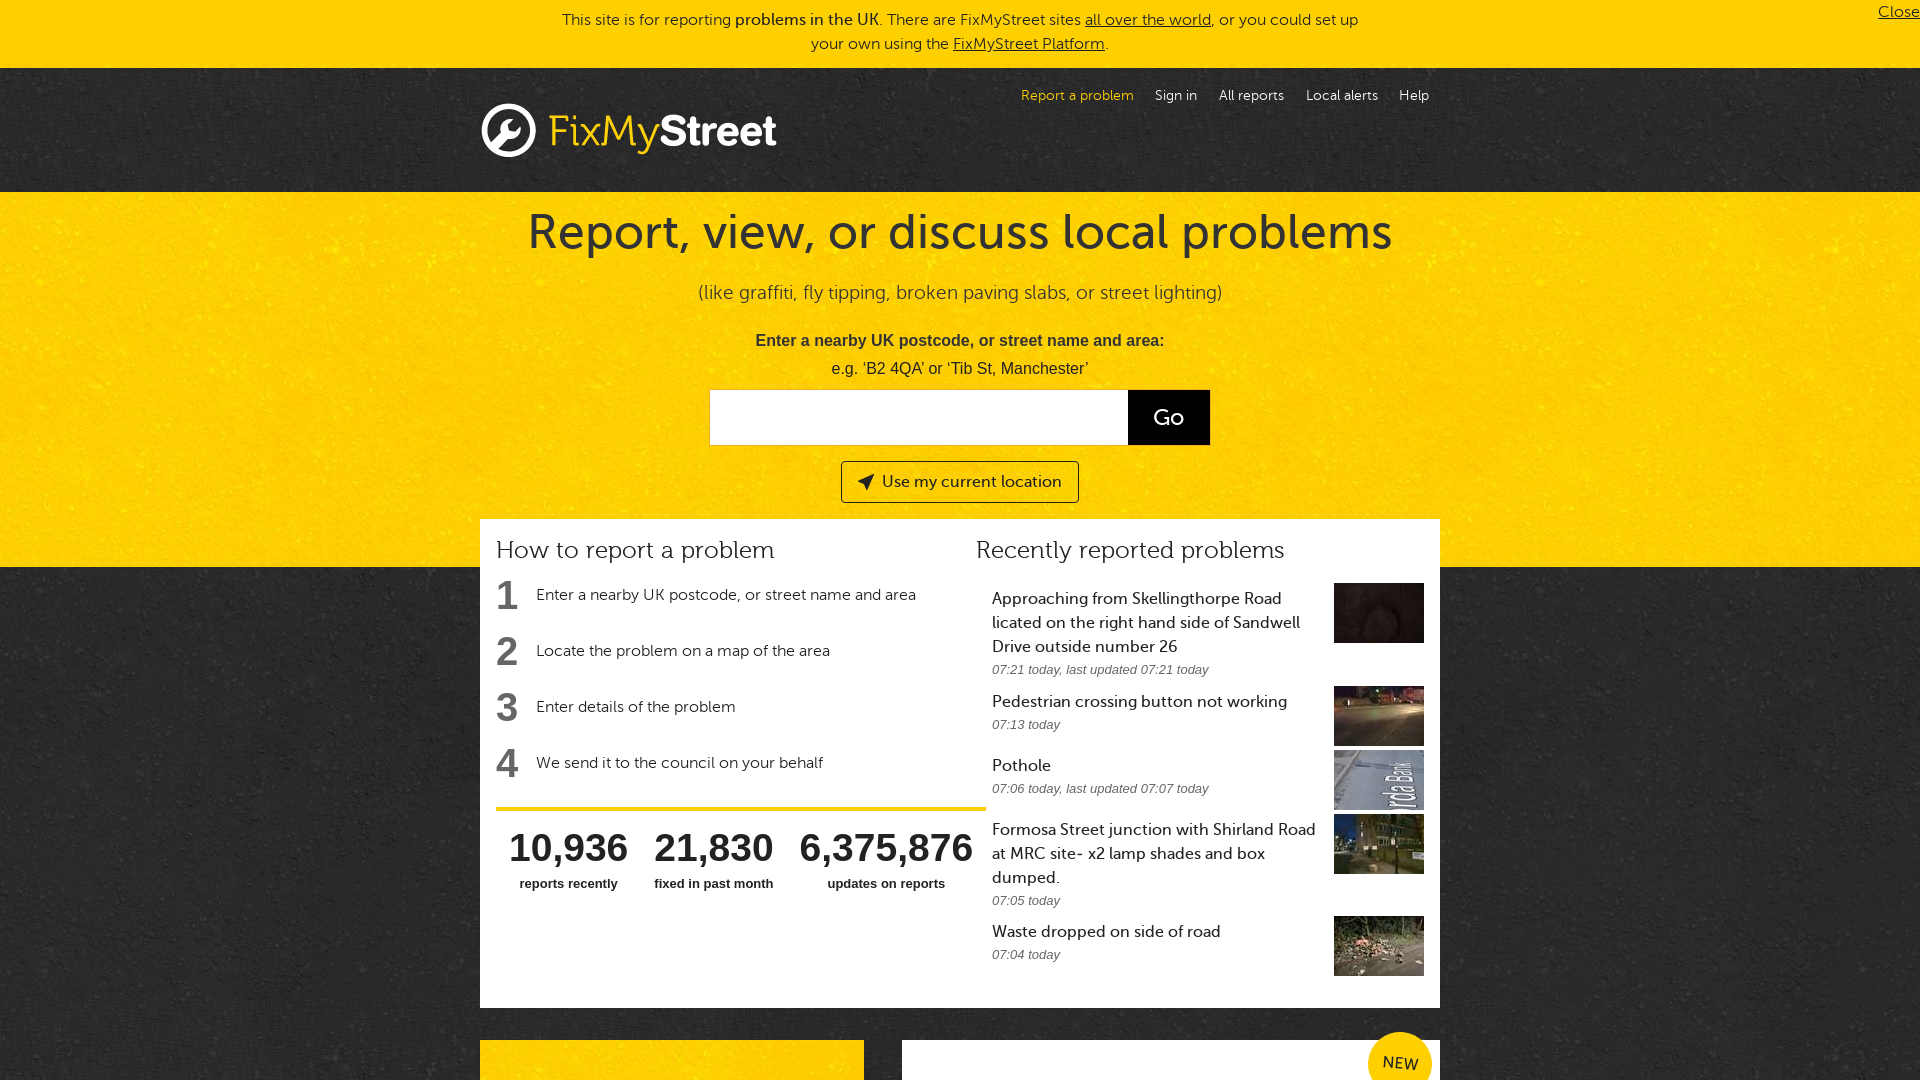 This site is for reporting problems in the UK. There are FixMyStreet sites all over the world, or you could set up
your own using the FixMyStreet Platform.
Close
Report a problem
Sign in
All reports
Local alerts
Help
FixMyStreet
Report, view, or discuss local problems
(like graffiti, fly tipping, broken paving slabs, or street lighting)
Enter a nearby UK postcode, or street name and area:
e.g. ‘B2 4QA’ or ‘Tib St, Manchester’
Go
Use my current location
How to report a problem
1 Enter a nearby UK postcode, or street name and area
2 Locate the problem on a map of the area
3 Enter details of the problem
4 We send it to the council on your behalf
10,936
reports recently
21,830
fixed in past month
6,375,876
updates on reports
Recently reported problems
Approaching from Skellingthorpe Road
licated on the right hand side of Sandwell
Drive outside number 26
07:21 today, last updated 07:21 today
Pedestrian crossing button not working
07:13 today
Pothole
07:06 today, last updated 07:07 today
rda Bank
Formosa Street junction with Shirland Road
at MRC site- x2 lamp shades and box
dumped.
07:05 today
Waste dropped on side of road
07:04 today
NEW